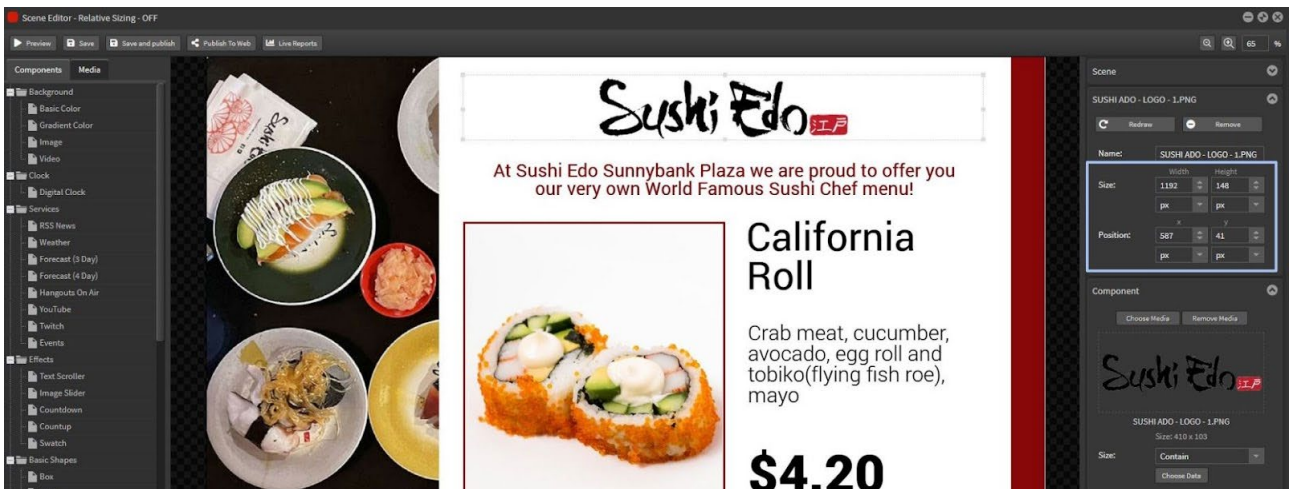 Scene Editor - Relative Sizing - OFF
Preview
Save
Save and publish
Publish To Web
Live Reports
65
%
Components
Media
Background
Basic Color
Gradient Color
Image
Video
Clock
Digital Clock
Services
RSS News
Weather
Forecast (3 Day)
Forecast (4 Day)
Hangouts On Air
YouTube
Twitch
Events
Effects
Text Scroller
Image Slider
Countdown
Countup
Swatch
Basic Shapes
Box
Sushi Edo
Sushi Edo 江戸
At Sushi Edo Sunnybank Plaza we are proud to offer you
our very own World Famous Sushi Chef menu!
California
Roll
Crab meat, cucumber,
avocado, egg roll and
tobiko(flying fish roe),
mayo
$4.20
Scene
SUSHI ADO - LOGO - 1.PNG
Redraw
Remove
Name:
SUSHI ADO - LOGO - 1.PNG
Width
Height
Size:
1192
148
px
px
x
y
Position:
587
41
px
px
Component
Choose Media
Remove Media
Sushi Edo 江戸
SUSHI ADO - LOGO - 1.PNG
Size: 410 x 103
Size:
Contain
Choose Data